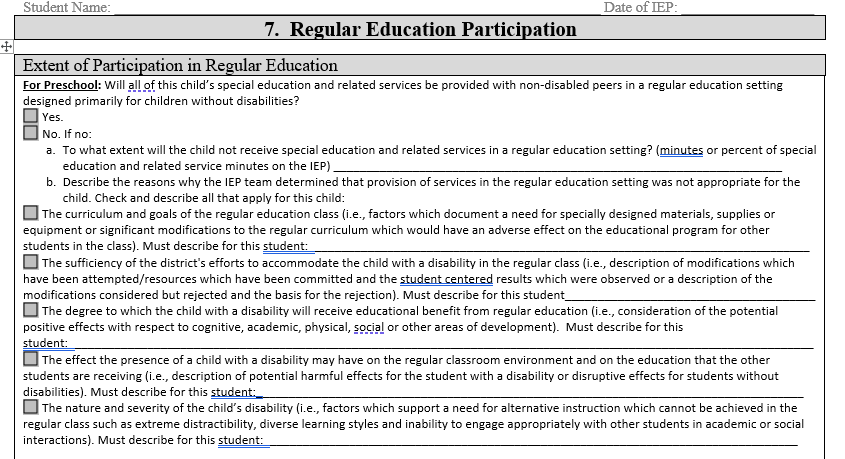 Student Name: ______________________________ Date of IEP: ____________________
7. Regular Education Participation
Extent of Participation in Regular Education
For Preschool: Will all of this child's special education and related services be provided with non-disabled peers in a regular education setting
designed primarily for children without disabilities?
Yes.
No. If no:
a. To what extent will the child not receive special education and related services in a regular education setting? (minutes or percent of special
education and related service minutes on the IEP) ______________________________
b. Describe the reasons why the IEP team determined that provision of services in the regular education setting was not appropriate for the
child. Check and describe all that apply for this child:
The curriculum and goals of the regular education class (i.e., factors which document a need for specially designed materials, supplies or
equipment or significant modifications to the regular curriculum which would have an adverse effect on the educational program for other
students in the class). Must describe for this student: ______________________________
The sufficiency of the district's efforts to accommodate the child with a disability in the regular class (i.e., description of modifications which
have been attempted/resources which have been committed and the student centered results which were observed or a description of the
modifications considered but rejected and the basis for the rejection). Must describe for this student______________________________
The degree to which the child with a disability will receive educational benefit from regular education (i.e., consideration of the potential
positive effects with respect to cognitive, academic, physical, social or other areas of development). Must describe for this
student: ______________________________
The effect the presence of a child with a disability may have on the regular classroom environment and on the education that the other
students are receiving (i.e., description of potential harmful effects for the student with a disability or disruptive effects for students without
disabilities). Must describe for this student:______________________________
The nature and severity of the child's disability (i.e., factors which support a need for alternative instruction which cannot be achieved in the
regular class such as extreme distractibility, diverse learning styles and inability to engage appropriately with other students in academic or social
interactions). Must describe for this student: ______________________________